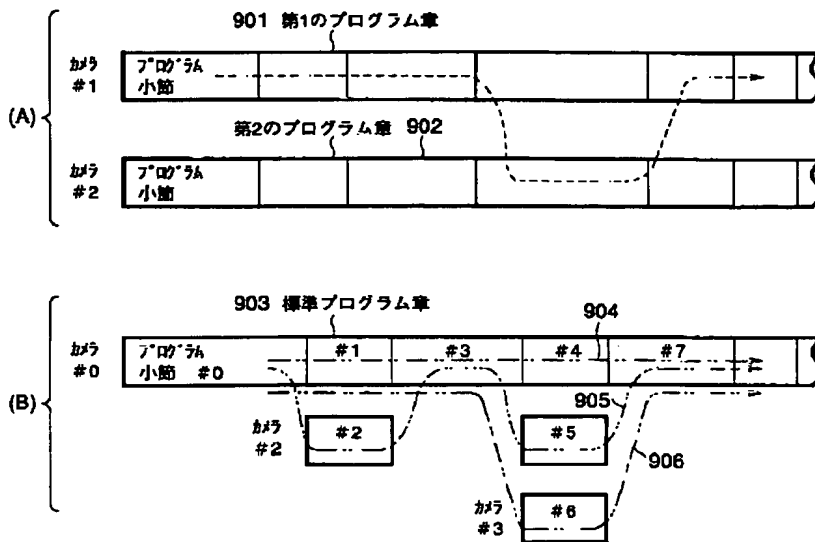 901 第1のプログラム章
(A)
カメラ
#1
プログラム
小節
第2のプログラム章 902
カメラ
#2
プログラム
小節
903 標準プログラム章
904
(B)
カメラ
#0
プログラム
小節 #0
#1
#3
#4
#7
カメラ
#2
#2
#5
905
906
カメラ
#3
#6